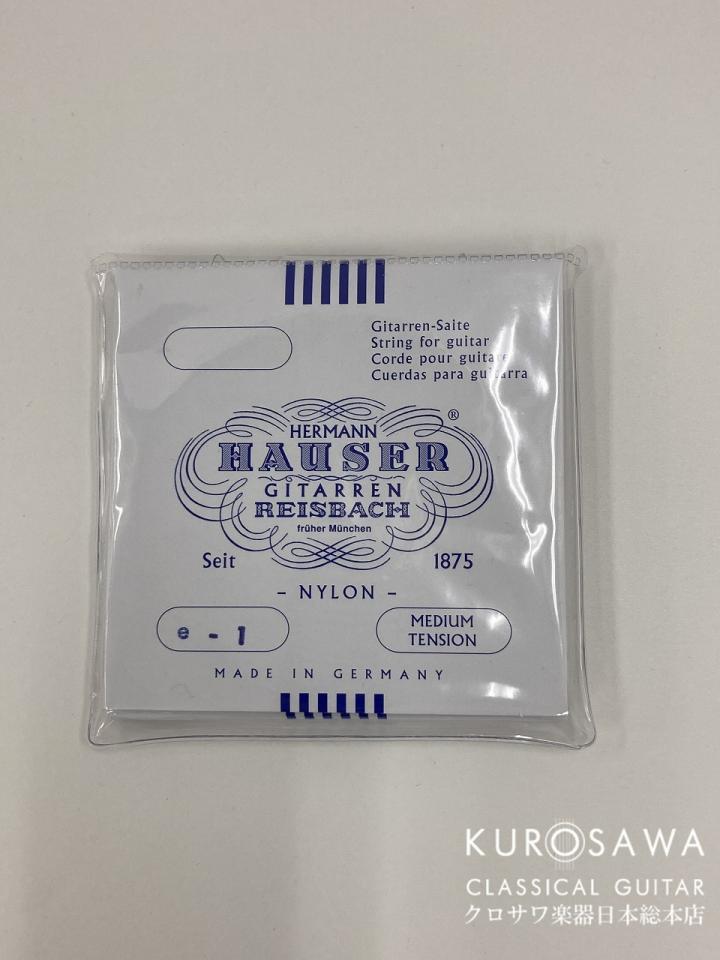 Gitarren-Saite
String for guitar
Corde pour guitare
Cuerdas para guitarra
HERMANN
HAUSER ®
GITARREN
REISBACH
früher München
Seit 1875
- NYLON -
e - 1
MEDIUM
TENSION
MADE IN GERMANY
KUROSAWA
CLASSICAL GUITAR
クロサワ楽器日本総本店